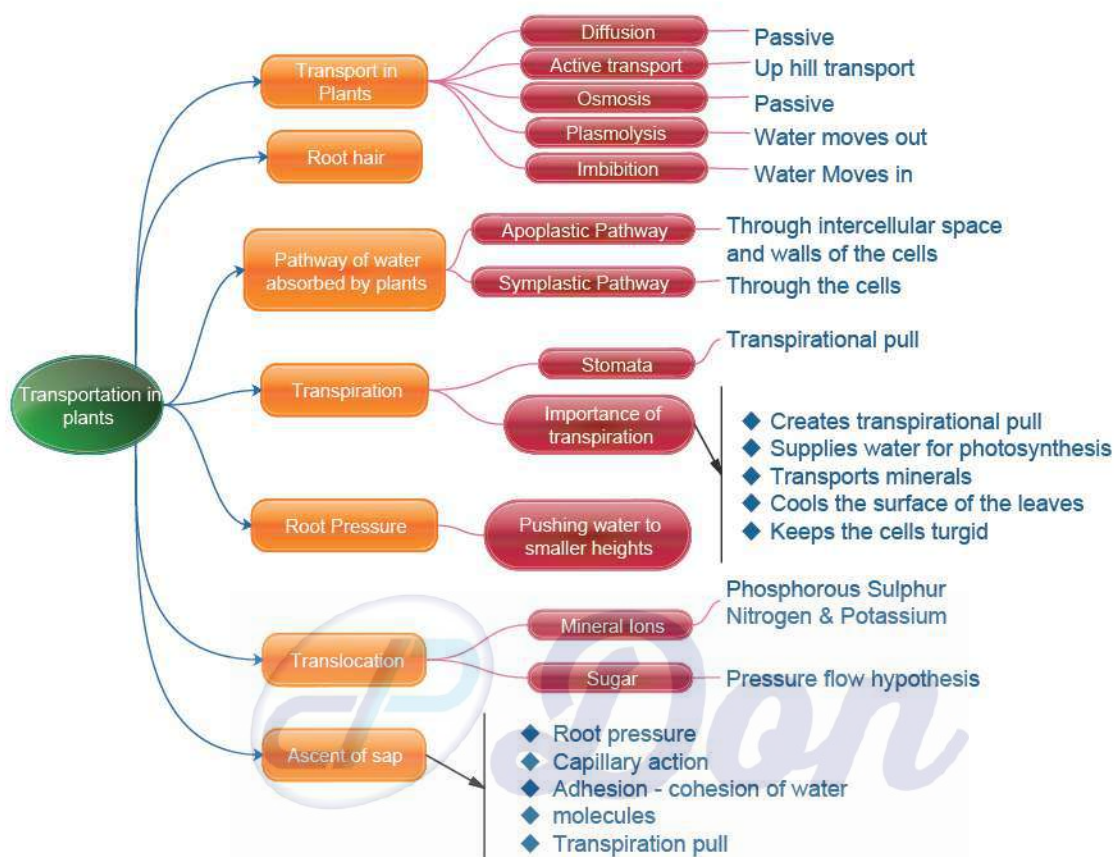 Transportation in
plants
Transport in
Plants
Diffusion
Passive
Active transport
Up hill transport
Osmosis
Passive
Plasmolysis
Water moves out
Imbibition
Water Moves in
Root hair
Pathway of water
absorbed by plants
Apoplastic Pathway
Through intercellular space
and walls of the cells
Symplastic Pathway
Through the cells
Transpiration
Stomata
Transpirational pull
Importance of
transpiration
◆ Creates transpirational pull
◆ Supplies water for photosynthesis
◆ Transports minerals
◆ Cools the surface of the leaves
◆ Keeps the cells turgid
Root Pressure
Pushing water to
smaller heights
Translocation
Mineral Ions
Phosphorous Sulphur
Nitrogen & Potassium
Sugar
Pressure flow hypothesis
Ascent of sap
◆ Root pressure
◆ Capillary action
◆ Adhesion - cohesion of water
◆ molecules
◆ Transpiration pull
Don